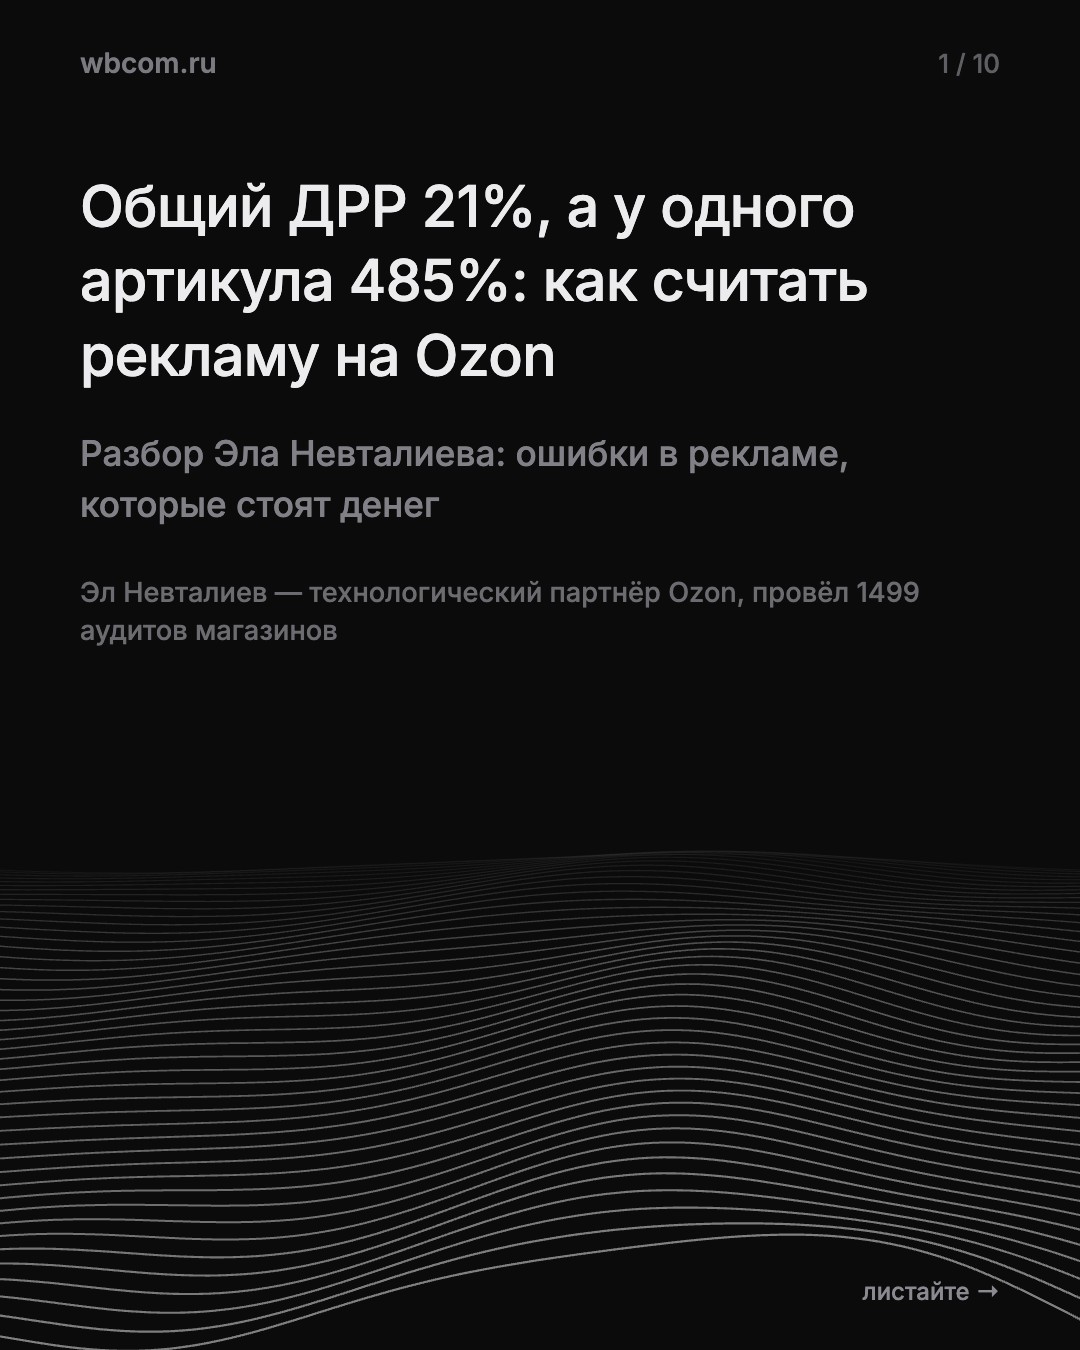 wbcom.ru
1 / 10
Общий ДРР 21%, а у одного
артикула 485%: как считать
рекламу на Ozon
Разбор Эла Невталиева: ошибки в рекламе,
которые стоят денег
Эл Невталиев — технологический партнёр Ozon, провёл 1499
аудитов магазинов
листайте →